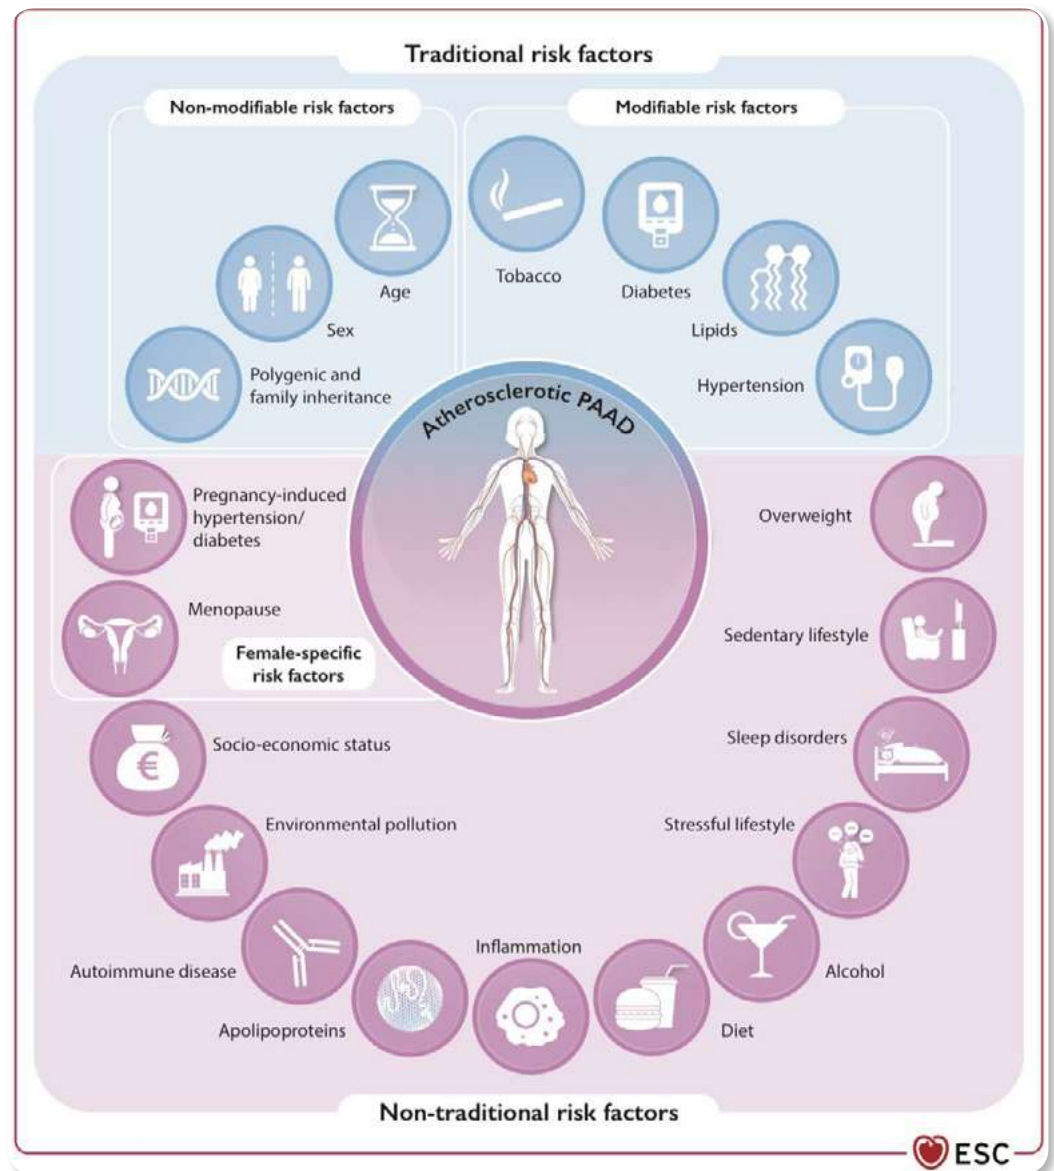 Traditional risk factors
Non-modifiable risk factors
Modifiable risk factors
Age
Sex
Polygenic and
family inheritance
Tobacco
Diabetes
Lipids
Hypertension
Atherosclerotic PAAD
Pregnancy-induced
hypertension/
diabetes
Menopause
Female-specific
risk factors
Socio-economic status
€
Environmental pollution
Autoimmune disease
Apolipoproteins
Inflammation
Diet
Alcohol
Stressful lifestyle
Sleep disorders
Sedentary lifestyle
Overweight
Non-traditional risk factors
ESC